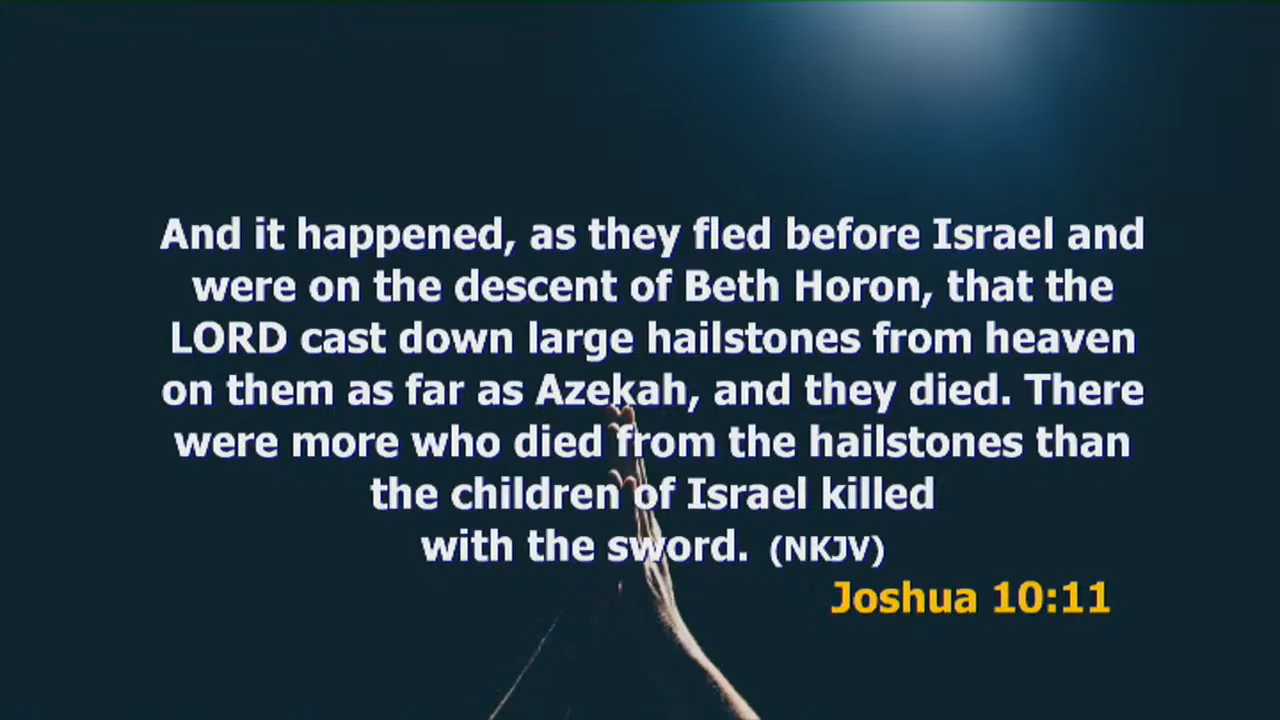 And it happened, as they fled before Israel and
were on the descent of Beth Horon, that the
LORD cast down large hailstones from heaven
on them as far as Azekah, and they died. There
were more who died from the hailstones than
the children of Israel killed
with the sword. (NKJV)
Joshua 10:11